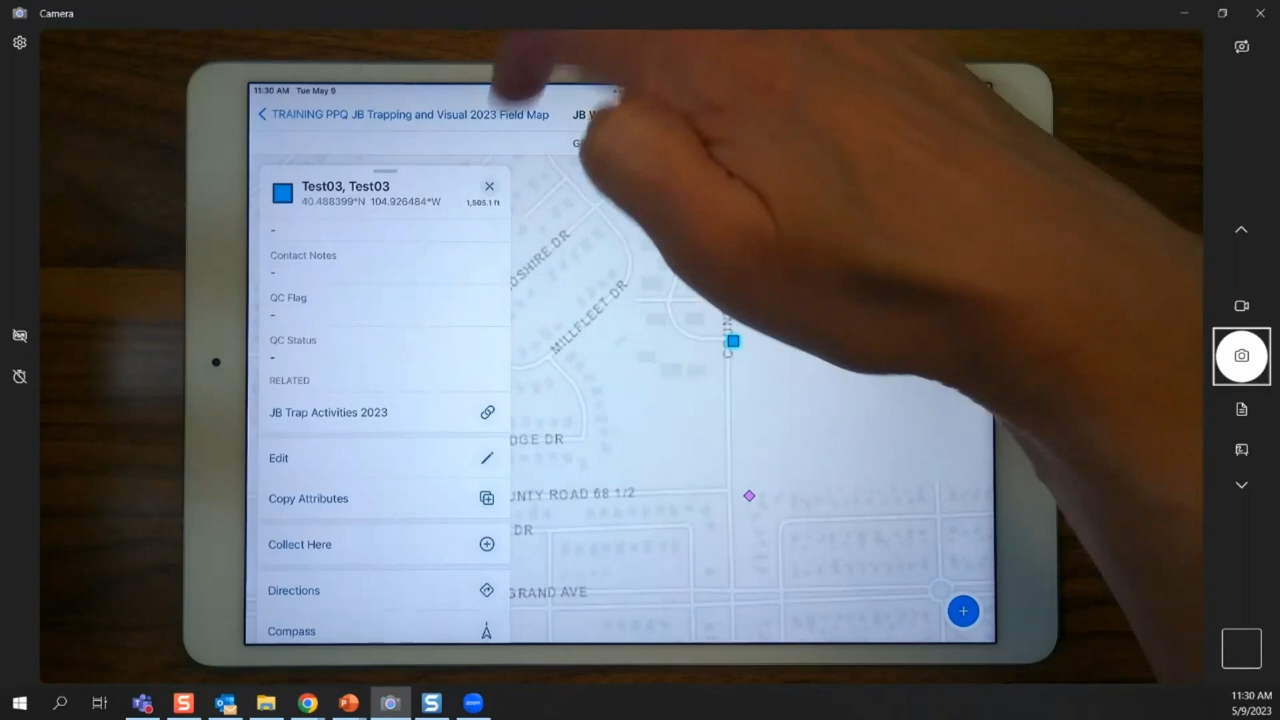 Camera
11:30 AM Tue May 9
TRAINING PPQ JB Trapping and Visual 2023 Field Map
JB
Test03, Test03
40.488399°N 104.926484°W
1,505.1 ft
-
Contact Notes
-
QC Flag
-
QC Status
-
RELATED
JB Trap Activities 2023
Edit
Copy Attributes
Collect Here
Directions
Compass
MILLFLEET DR
DR
COUNTY ROAD 68 1/2
GRAND AVE
11:30 AM
5/9/2023